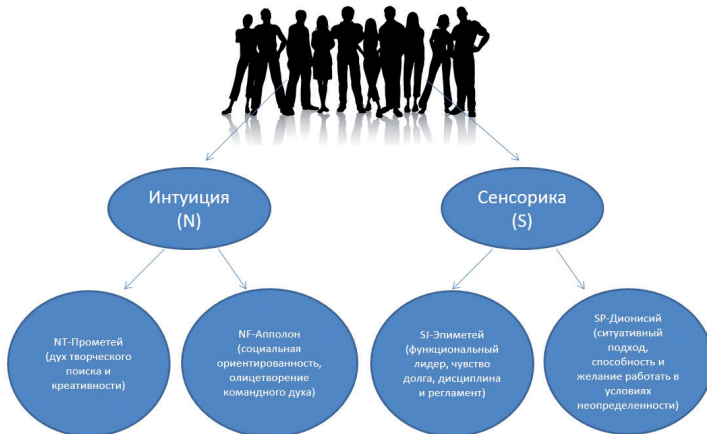 Интуиция
(N)
Сенсорика
(S)
NT-Прометей
(дух творческого
поиска и
креативности)
NF-Апполон
(социальная
ориентированность,
олицетворение
командного духа)
SJ-Эпиметей
(функциональный
лидер, чувство
долга, дисциплина
и регламент)
SP-Дионисий
(ситуативный
подход,
способность и
желание работать в
условиях
неопределенности)